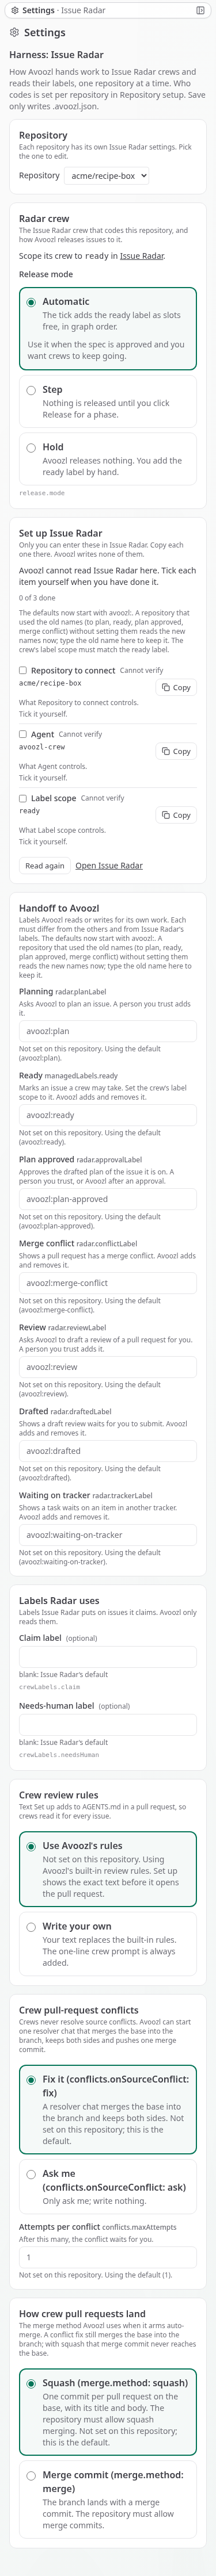 Settings · Issue Radar
Settings
Harness: Issue Radar
How Avoozl hands work to Issue Radar crews and
reads their labels, one repository at a time. Who
codes is set per repository in Repository setup. Save
only writes .avoozl.json.
Repository
Each repository has its own Issue Radar settings. Pick
the one to edit.
Repository
acme/recipe-box
Radar crew
The Issue Radar crew that codes this repository, and
how Avoozl releases issues to it.
Scope its crew to ready in Issue Radar.
Release mode
Automatic
The tick adds the ready label as slots
free, in graph order.
Use it when the spec is approved and you
want crews to keep going.
Step
Nothing is released until you click
Release for a phase.
Hold
Avoozl releases nothing. You add the
ready label by hand.
release.mode
Set up Issue Radar
Only you can enter these in Issue Radar. Copy each
one there. Avoozl writes none of them.
Avoozl cannot read Issue Radar here. Tick each
item yourself when you have done it.
0 of 3 done
The defaults now start with avoozl:. A repository that
used the old names (to plan, ready, plan approved,
merge conflict) without setting them reads the new
names now; type the old name here to keep it. The
crew's label scope must match the ready label.
Repository to connect Cannot verify
acme/recipe-box
Copy
What Repository to connect controls.
Tick it yourself.
Agent Cannot verify
avoozl-crew
Copy
What Agent controls.
Tick it yourself.
Label scope Cannot verify
ready
Copy
What Label scope controls.
Tick it yourself.
Read again
Open Issue Radar
Handoff to Avoozl
Labels Avoozl reads or writes for its own work. Each
must differ from the others and from Issue Radar's
labels. The defaults now start with avoozl:. A
repository that used the old names (to plan, ready,
plan approved, merge conflict) without setting them
reads the new names now; type the old name here to
keep it.
Planning radar.planLabel
Asks Avoozl to plan an issue. A person you trust adds
it.
avoozl:plan
Not set on this repository. Using the default
(avoozl:plan).
Ready managedLabels.ready
Marks an issue a crew may take. Set the crew's label
scope to it. Avoozl adds and removes it.
avoozl:ready
Not set on this repository. Using the default
(avoozl:ready).
Plan approved radar.approvalLabel
Approves the drafted plan of the issue it is on. A
person you trust, or Avoozl after an approval.
avoozl:plan-approved
Not set on this repository. Using the default
(avoozl:plan-approved).
Merge conflict radar.conflictLabel
Shows a pull request has a merge conflict. Avoozl adds
and removes it.
avoozl:merge-conflict
Not set on this repository. Using the default
(avoozl:merge-conflict).
Review radar.reviewLabel
Asks Avoozl to draft a review of a pull request for you.
A person you trust adds it.
avoozl:review
Not set on this repository. Using the default
(avoozl:review).
Drafted radar.draftedLabel
Shows a draft review waits for you to submit. Avoozl
adds and removes it.
avoozl:drafted
Not set on this repository. Using the default
(avoozl:drafted).
Waiting on tracker radar.trackerLabel
Shows a task waits on an item in another tracker.
Avoozl adds and removes it.
avoozl:waiting-on-tracker
Not set on this repository. Using the default
(avoozl:waiting-on-tracker).
Labels Radar uses
Labels Issue Radar puts on issues it claims. Avoozl only
reads them.
Claim label (optional)
blank: Issue Radar's default
crewLabels.claim
Needs-human label (optional)
blank: Issue Radar's default
crewLabels.needsHuman
Crew review rules
Text Set up adds to AGENTS.md in a pull request, so
crews read it for every issue.
Use Avoozl's rules
Not set on this repository. Using
Avoozl's built-in review rules. Set up
shows the exact text before it opens
the pull request.
Write your own
Your text replaces the built-in rules.
The one-line crew prompt is always
added.
Crew pull-request conflicts
Crews never resolve source conflicts. Avoozl can start
one resolver chat that merges the base into the
branch, keeps both sides and pushes one merge
commit.
Fix it (conflicts.onSourceConflict:
fix)
A resolver chat merges the base into
the branch and keeps both sides. Not
set on this repository; this is the
default.
Ask me
(conflicts.onSourceConflict: ask)
Only ask me; write nothing.
Attempts per conflict conflicts.maxAttempts
After this many, the conflict waits for you.
1
Not set on this repository. Using the default (1).
How crew pull requests land
The merge method Avoozl uses when it arms auto-
merge. A conflict fix still merges the base into the
branch; with squash that merge commit never reaches
the base.
Squash (merge.method: squash)
One commit per pull request on the
base, with its title and body. The
repository must allow squash
merging. Not set on this repository;
this is the default.
Merge commit (merge.method:
merge)
The branch lands with a merge
commit. The repository must allow
merge commits.